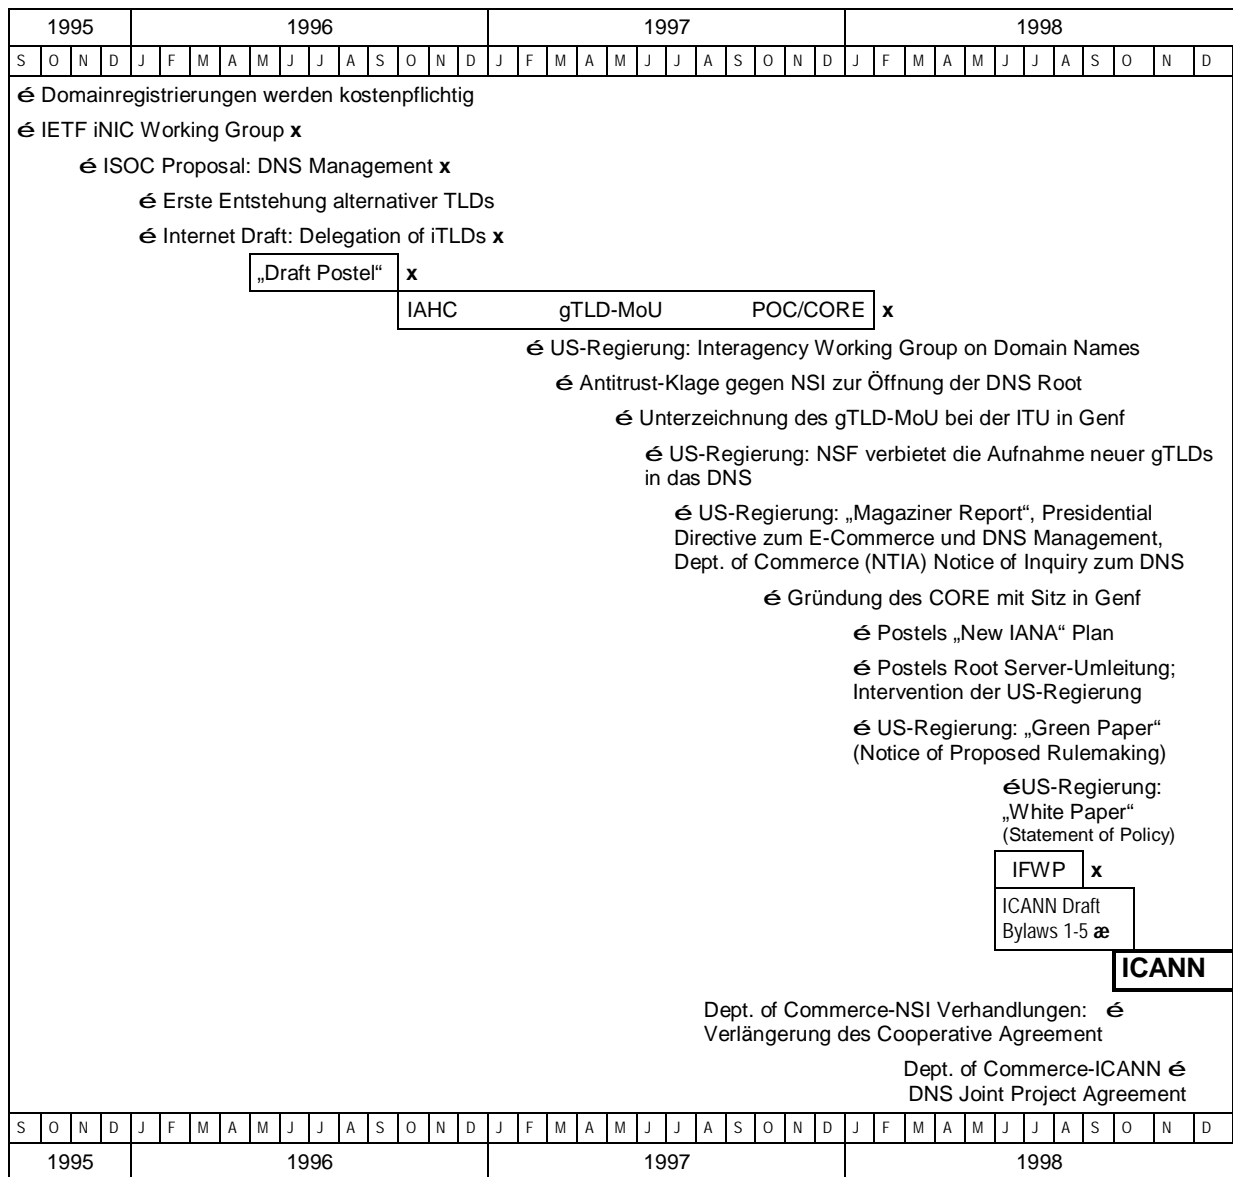 1995 1996 1997 1998
S O N D J F M A M J J A S O N D J F M A M J J A S O N D J F M A M J J A S O N D
é Domainregistrierungen werden kostenpflichtig
é IETF iNIC Working Group x
é ISOC Proposal: DNS Management x
é Erste Entstehung alternativer TLDs
é Internet Draft: Delegation of iTLDs x
„Draft Postel“ x
IAHC gTLD-MoU POC/CORE x
é US-Regierung: Interagency Working Group on Domain Names
é Antitrust-Klage gegen NSI zur Öffnung der DNS Root
é Unterzeichnung des gTLD-MoU bei der ITU in Genf
é US-Regierung: NSF verbietet die Aufnahme neuer gTLDs
in das DNS
é US-Regierung: „Magaziner Report“, Presidential
Directive zum E-Commerce und DNS Management,
Dept. of Commerce (NTIA) Notice of Inquiry zum DNS
é Gründung des CORE mit Sitz in Genf
é Postels „New IANA“ Plan
é Postels Root Server-Umleitung;
Intervention der US-Regierung
é US-Regierung: „Green Paper“
(Notice of Proposed Rulemaking)
éUS-Regierung:
„White Paper“
(Statement of Policy)
IFWP x
ICANN Draft
Bylaws 1-5 æ
ICANN
Dept. of Commerce-NSI Verhandlungen: é
Verlängerung des Cooperative Agreement
Dept. of Commerce-ICANN é
DNS Joint Project Agreement
S O N D J F M A M J J A S O N D J F M A M J J A S O N D J F M A M J J A S O N D
1995 1996 1997 1998